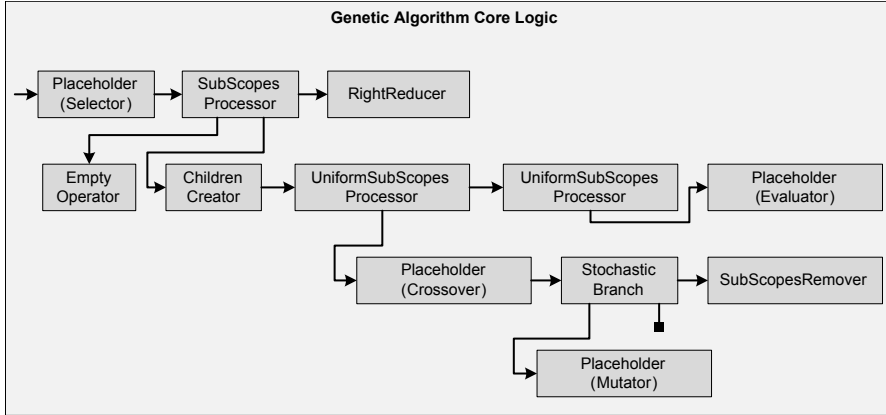 Genetic Algorithm Core Logic
Placeholder
(Selector)
SubScopes
Processor
RightReducer
Empty
Operator
Children
Creator
UniformSubScopes
Processor
UniformSubScopes
Processor
Placeholder
(Evaluator)
Placeholder
(Crossover)
Stochastic
Branch
SubScopesRemover
Placeholder
(Mutator)